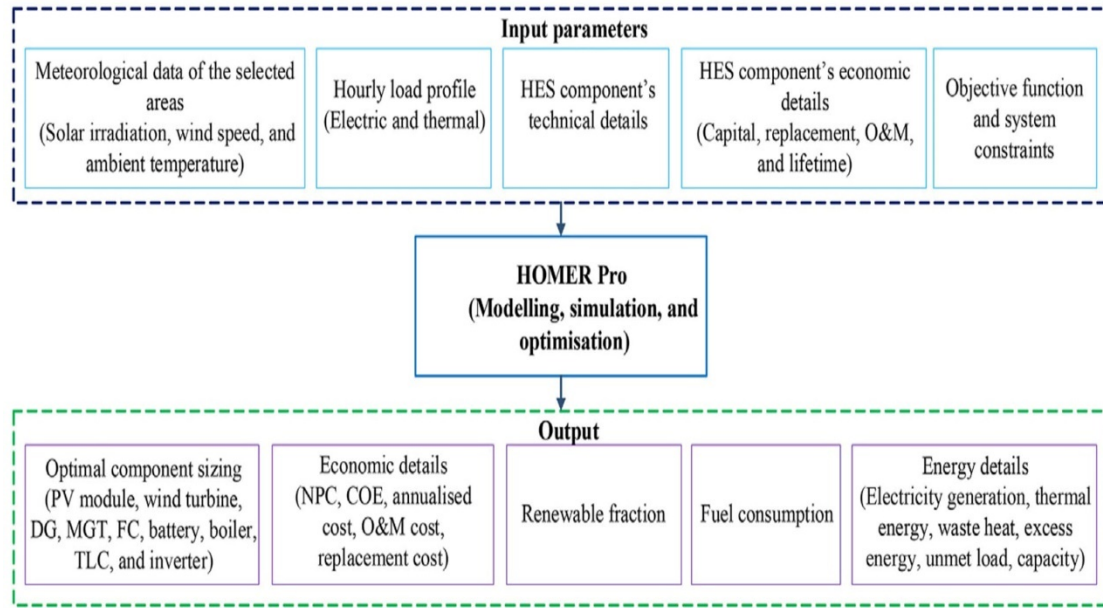 Input parameters
Meteorological data of the selected
areas
(Solar irradiation, wind speed, and
ambient temperature)
Hourly load profile
(Electric and thermal)
HES component's
technical details
HES component's economic
details
(Capital, replacement, O&M,
and lifetime)
Objective function
and system
constraints
HOMER Pro
(Modelling, simulation, and
optimisation)
Output
Optimal component sizing
(PV module, wind turbine,
DG, MGT, FC, battery, boiler,
TLC, and inverter)
Economic details
(NPC, COE, annualised
cost, O&M cost,
replacement cost)
Renewable fraction
Fuel consumption
Energy details
(Electricity generation, thermal
energy, waste heat, excess
energy, unmet load, capacity)